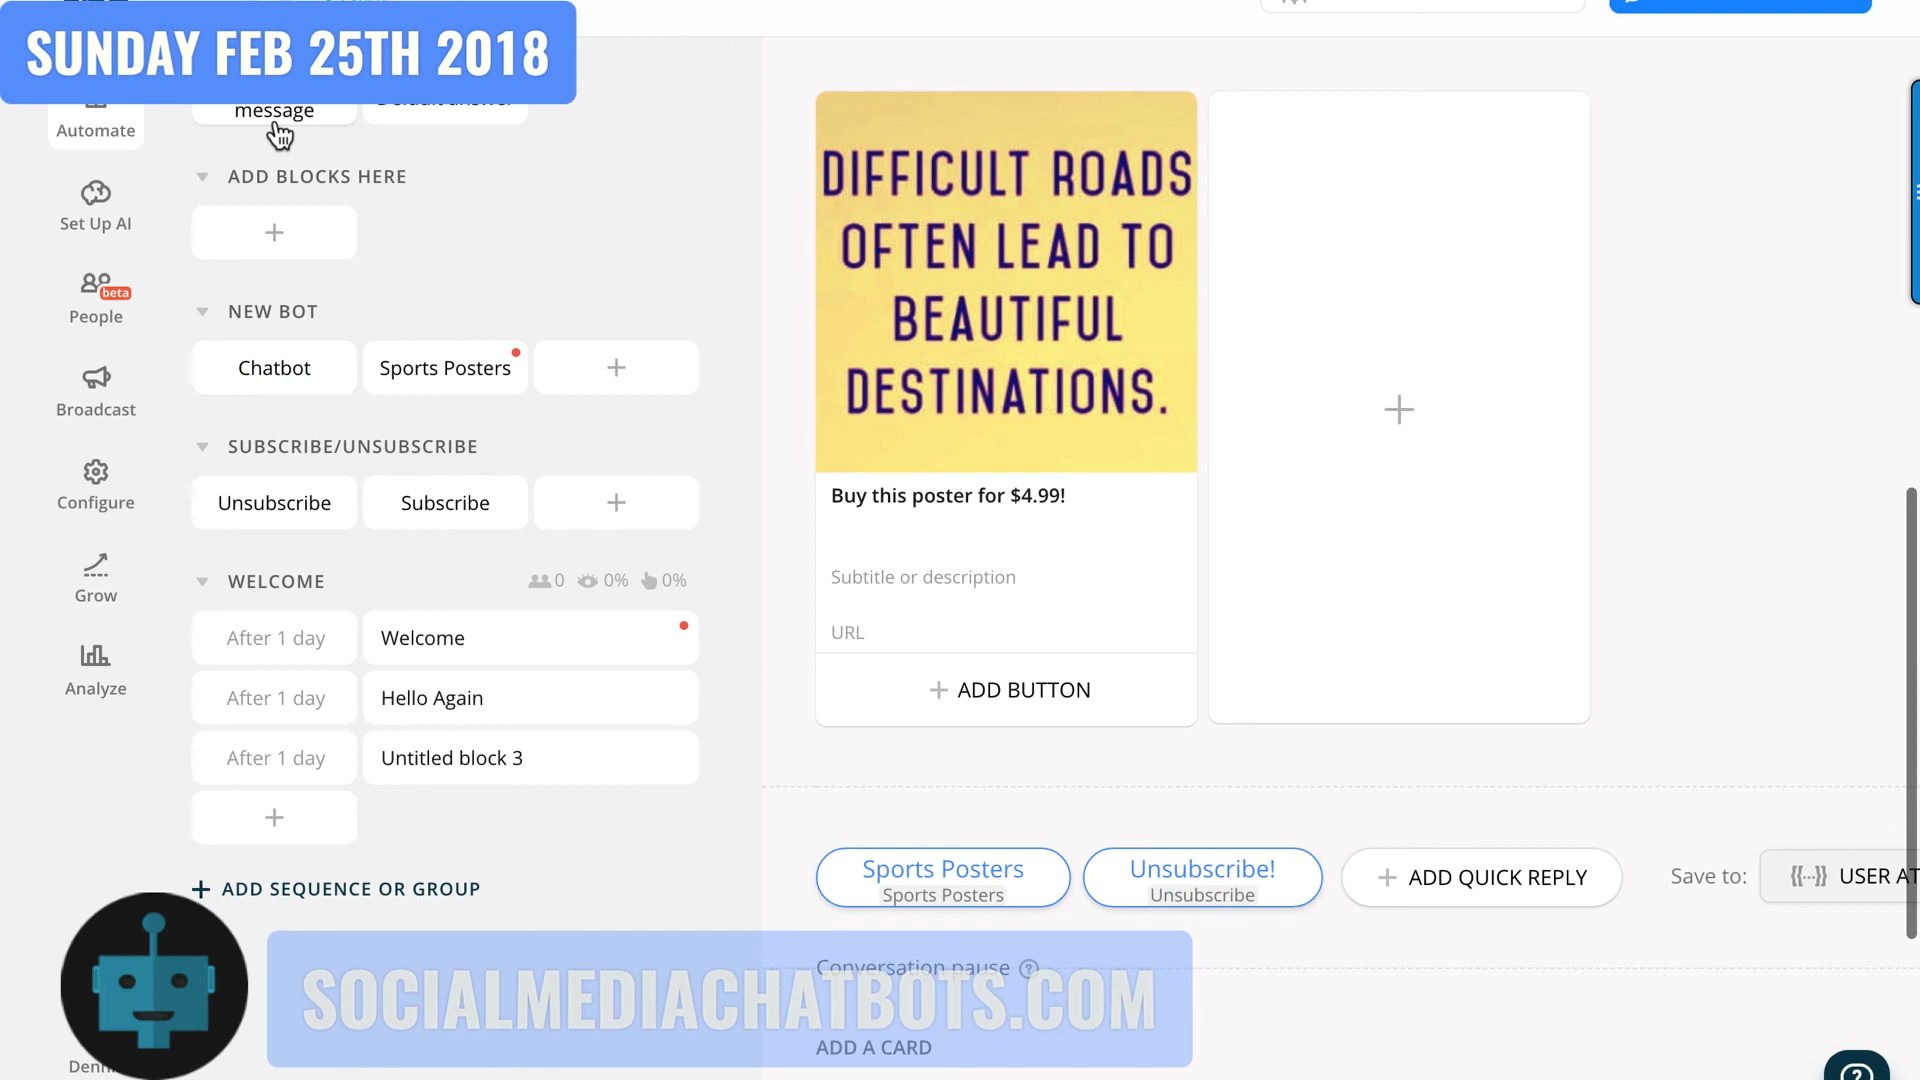 SUNDAY FEB 25TH 2018
message
Default answer
Automate
ADD BLOCKS HERE
Set Up AI
beta
People
NEW BOT
Chatbot
Sports Posters
Broadcast
SUBSCRIBE/UNSUBSCRIBE
Unsubscribe
Subscribe
Configure
WELCOME
0
0%
0%
Grow
After 1 day
Welcome
Analyze
After 1 day
Hello Again
After 1 day
Untitled block 3
+ ADD SEQUENCE OR GROUP
DIFFICULT ROADS
OFTEN LEAD TO
BEAUTIFUL
DESTINATIONS.
Buy this poster for $4.99!
Subtitle or description
URL
+ ADD BUTTON
Sports Posters
Sports Posters
Unsubscribe!
Unsubscribe
+ ADD QUICK REPLY
Save to:
{{...}} USER AT
Conversation pause ?
SOCIALMEDIACHATBOTS.COM
ADD A CARD